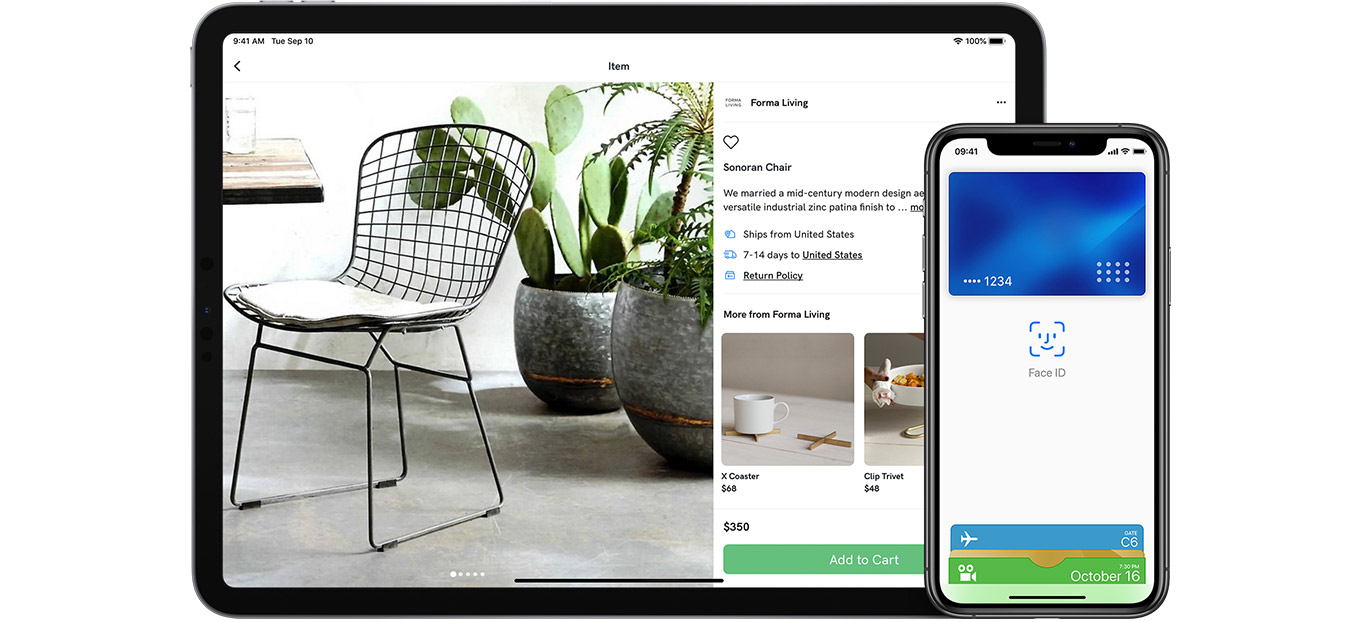 9:41 AM Tue Sep 10
100%
Item
FORMA
LIVING
Forma Living
Sonoran Chair
We married a mid-century modern design ae
versatile industrial zinc patina finish to ... mo
Ships from United States
7-14 days to United States
Return Policy
More from Forma Living
X Coaster
$68
Clip Trivet
$48
$350
Add to Cart
09:41
•••• 1234
Face ID
GATE
C6
7:30 PM
October 16